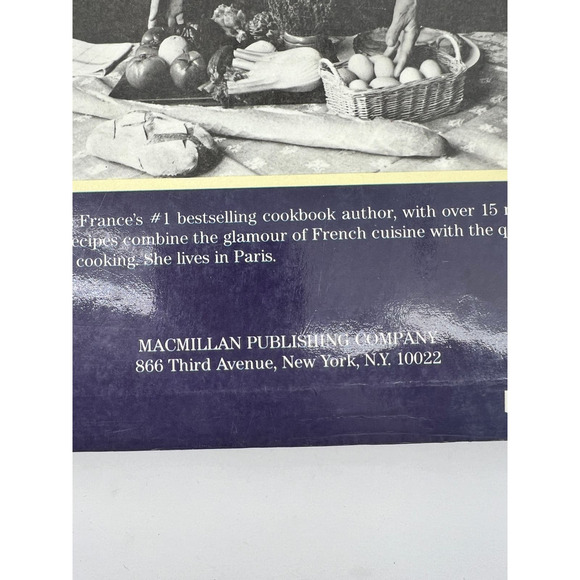 France's #1 bestselling cookbook author, with over 15
recipes combine the glamour of French cuisine with the
cooking. She lives in Paris.
MACMILLAN PUBLISHING COMPANY
866 Third Avenue, New York, N.Y. 10022